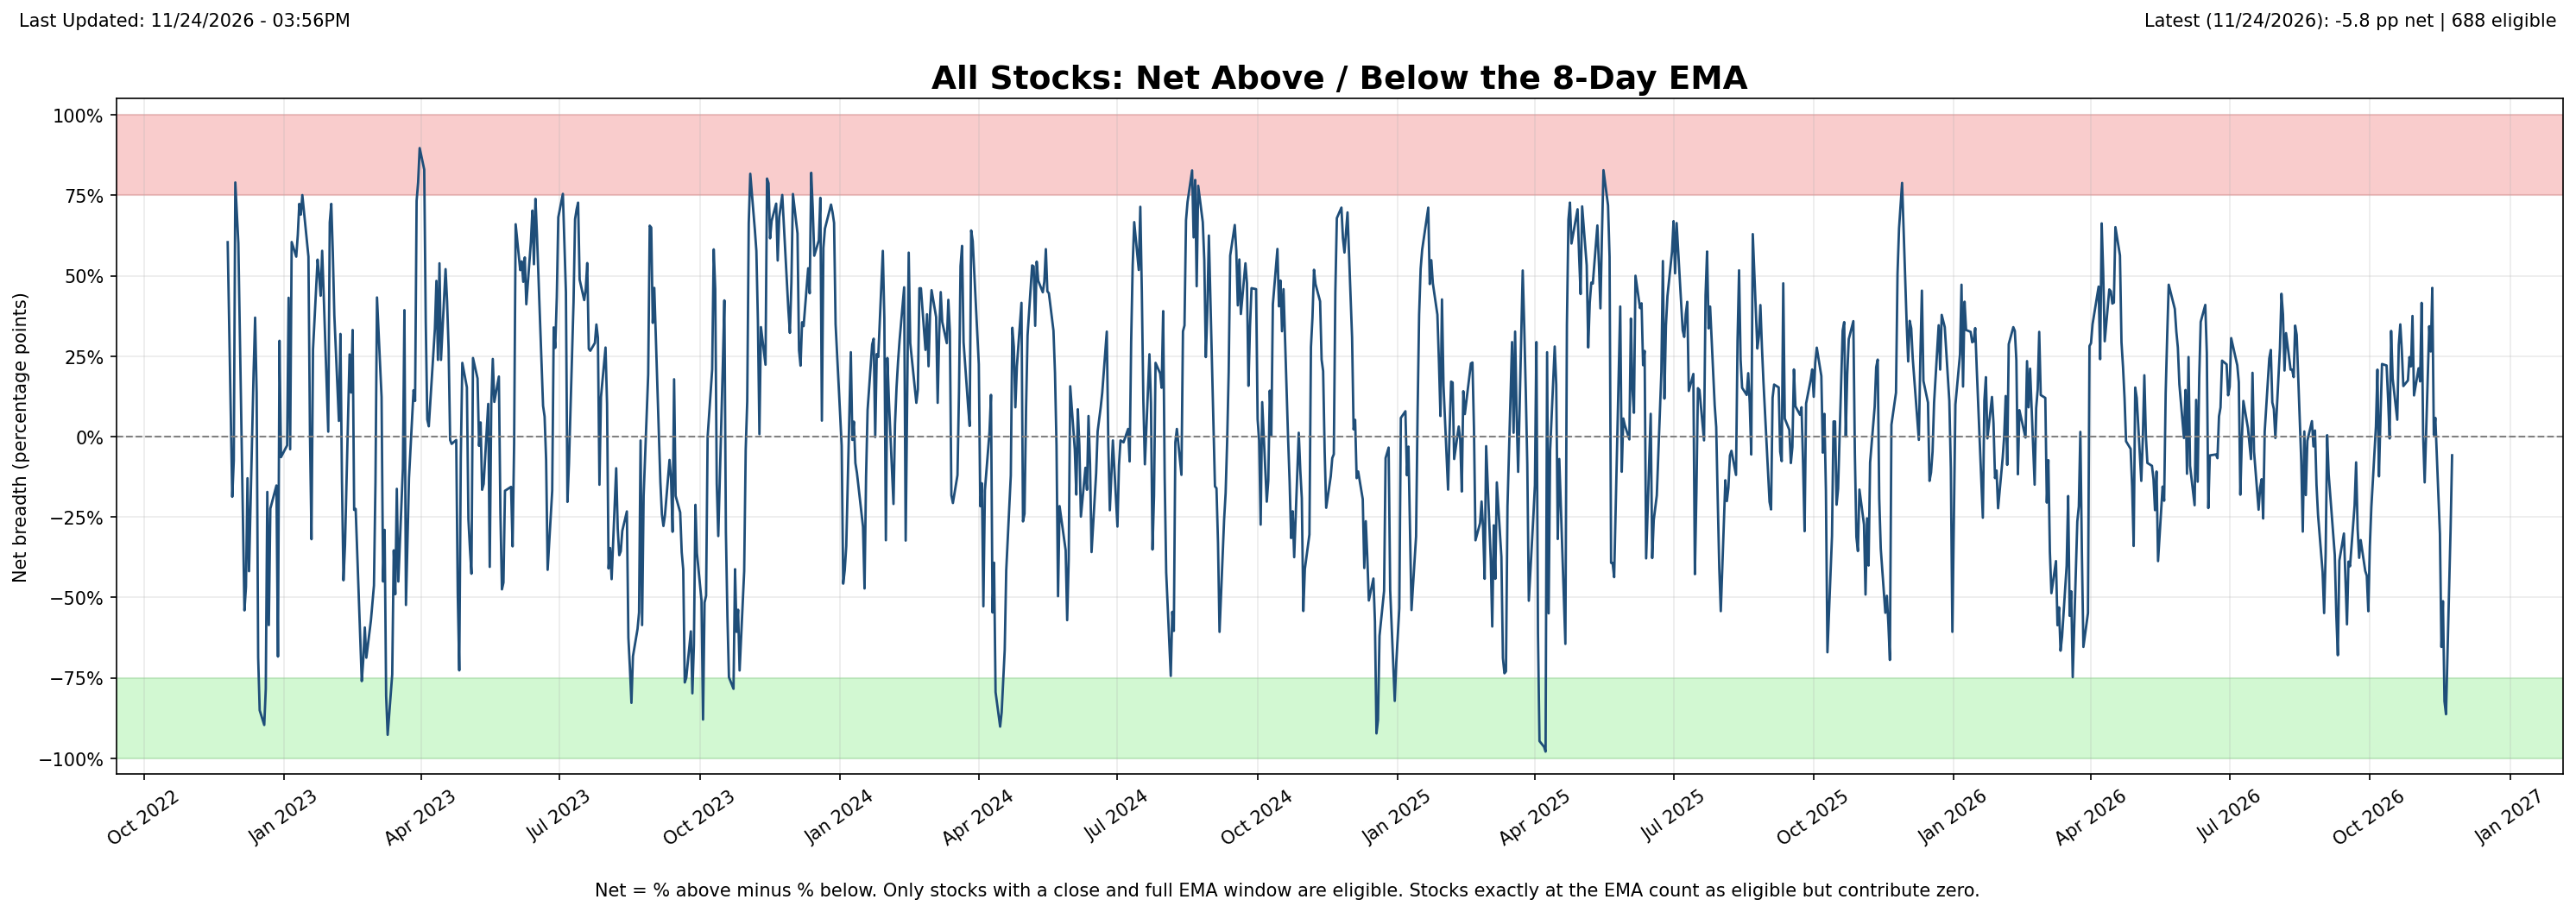 Last Updated: 11/24/2026 - 03:56PM
Latest (11/24/2026): -5.8 pp net | 688 eligible
All Stocks: Net Above / Below the 8-Day EMA
Net breadth (percentage points)
100%
75%
50%
25%
0%
−25%
−50%
−75%
−100%
Oct 2022
Jan 2023
Apr 2023
Jul 2023
Oct 2023
Jan 2024
Apr 2024
Jul 2024
Oct 2024
Jan 2025
Apr 2025
Jul 2025
Oct 2025
Jan 2026
Apr 2026
Jul 2026
Oct 2026
Jan 2027
Net = % above minus % below. Only stocks with a close and full EMA window are eligible. Stocks exactly at the EMA count as eligible but contribute zero.